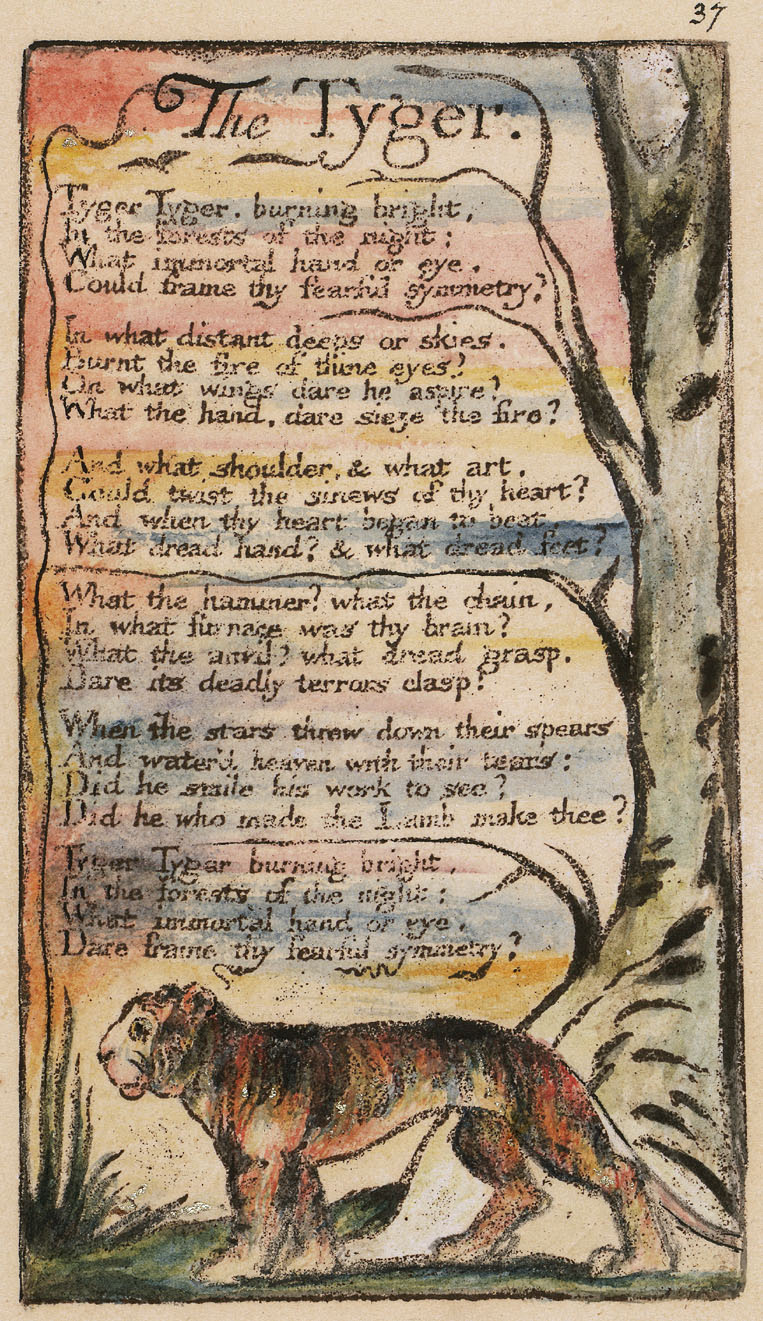 37
The Tyger.
Tyger Tyger. burning bright,
In the forests of the night:
What immortal hand or eye,
Could frame thy fearful symmetry?
In what distant deeps or skies.
Burnt the fire of thine eyes?
On what wings dare he aspire?
What the hand, dare sieze the fire?
And what shoulder, & what art,
Could twist the sinews of thy heart?
And when thy heart began to beat,
What dread hand? & what dread feet?
What the hammer? what the chain,
In what furnace was thy brain?
What the anvil? what dread grasp,
Dare its deadly terrors clasp?
When the stars threw down their spears
And water'd heaven with their tears:
Did he smile his work to see?
Did he who made the Lamb make thee?
Tyger Tyger burning bright,
In the forests of the night:
What immortal hand or eye,
Dare frame thy fearful symmetry?